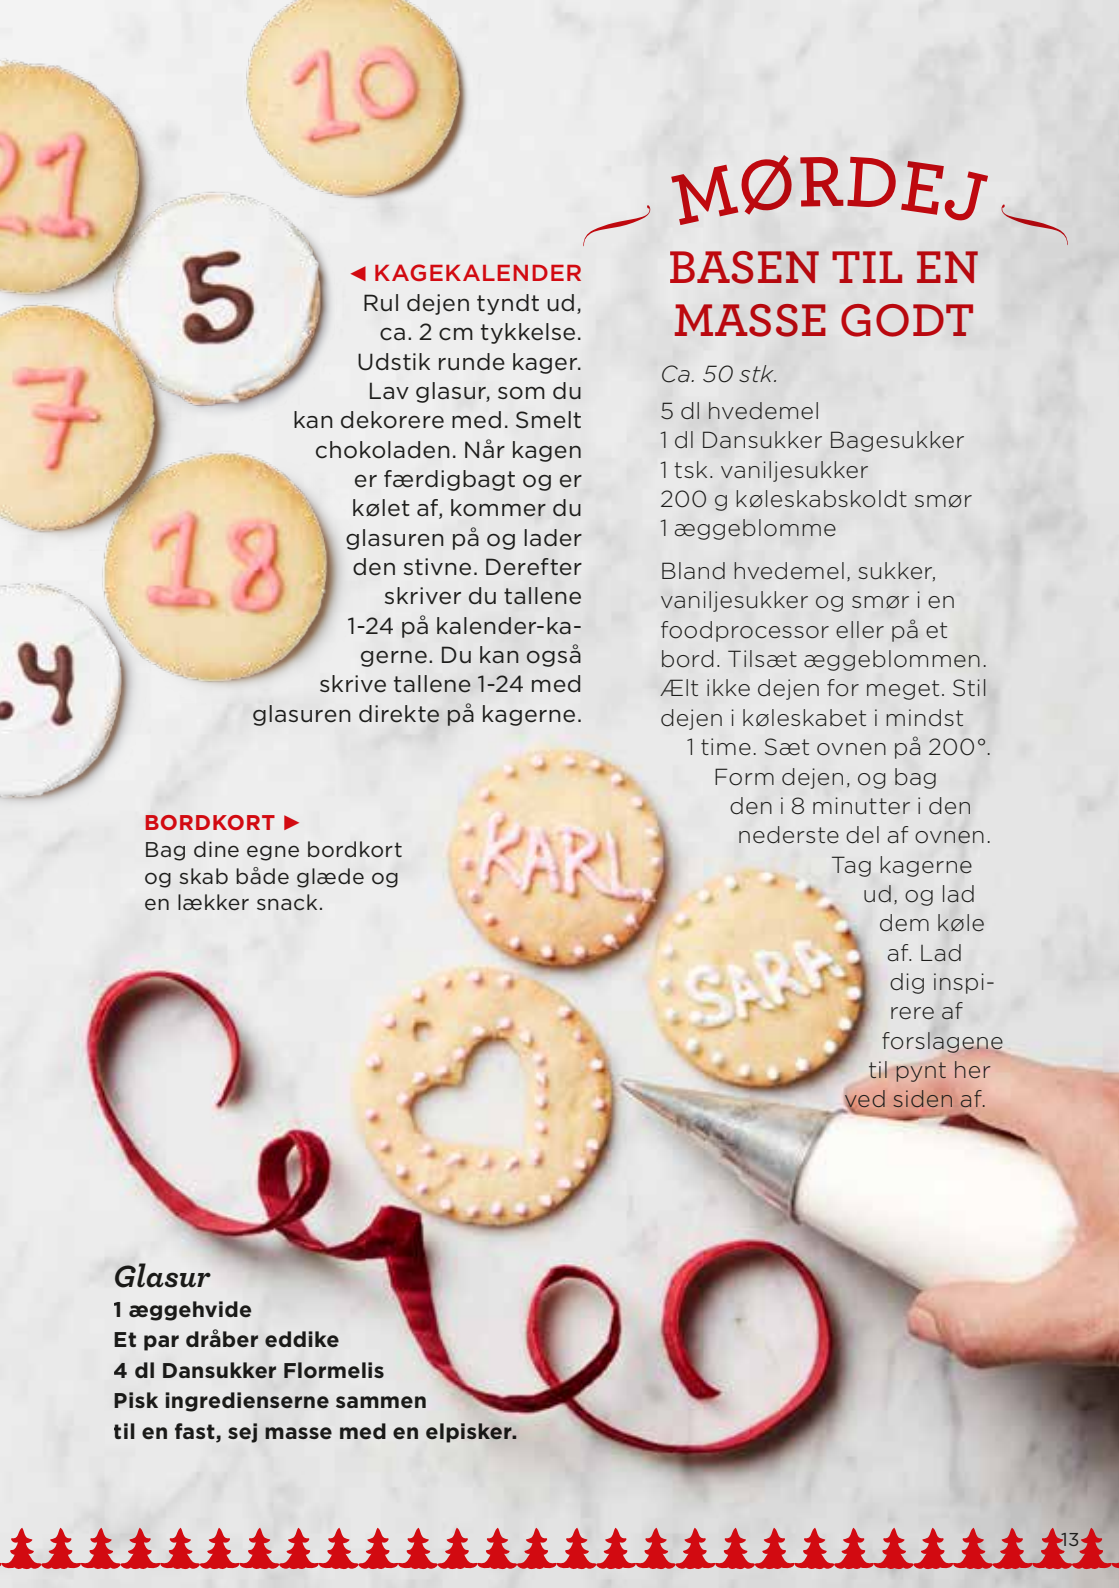 10
21
5
7
18
.4
◀ KAGEKALENDER
Rul dejen tyndt ud,
ca. 2 cm tykkelse.
Udstik runde kager.
Lav glasur, som du
kan dekorere med. Smelt
chokoladen. Når kagen
er færdigbagt og er
kølet af, kommer du
glasuren på og lader
den stivne. Derefter
skriver du tallene
1-24 på kalender-ka-
gerne. Du kan også
skrive tallene 1-24 med
glasuren direkte på kagerne.
MØRDEJ
BASEN TIL EN
MASSE GODT
Ca. 50 stk.
5 dl hvedemel
1 dl Dansukker Bagesukker
1 tsk. vaniljesukker
200 g køleskabskoldt smør
1 æggeblomme
Bland hvedemel, sukker,
vaniljesukker og smør i en
foodprocessor eller på et
bord. Tilsæt æggeblommen.
Ælt ikke dejen for meget. Stil
dejen i køleskabet i mindst
1 time. Sæt ovnen på 200°.
Form dejen, og bag
den i 8 minutter i den
nederste del af ovnen.
Tag kagerne
ud, og lad
dem køle
af. Lad
dig inspi-
rere af
forslagene
til pynt her
ved siden af.
BORDKORT ▶
Bag dine egne bordkort
og skab både glæde og
en lækker snack.
KARL
SARA
Glasur
1 æggehvide
Et par dråber eddike
4 dl Dansukker Flormelis
Pisk ingredienserne sammen
til en fast, sej masse med en elpisker.
13